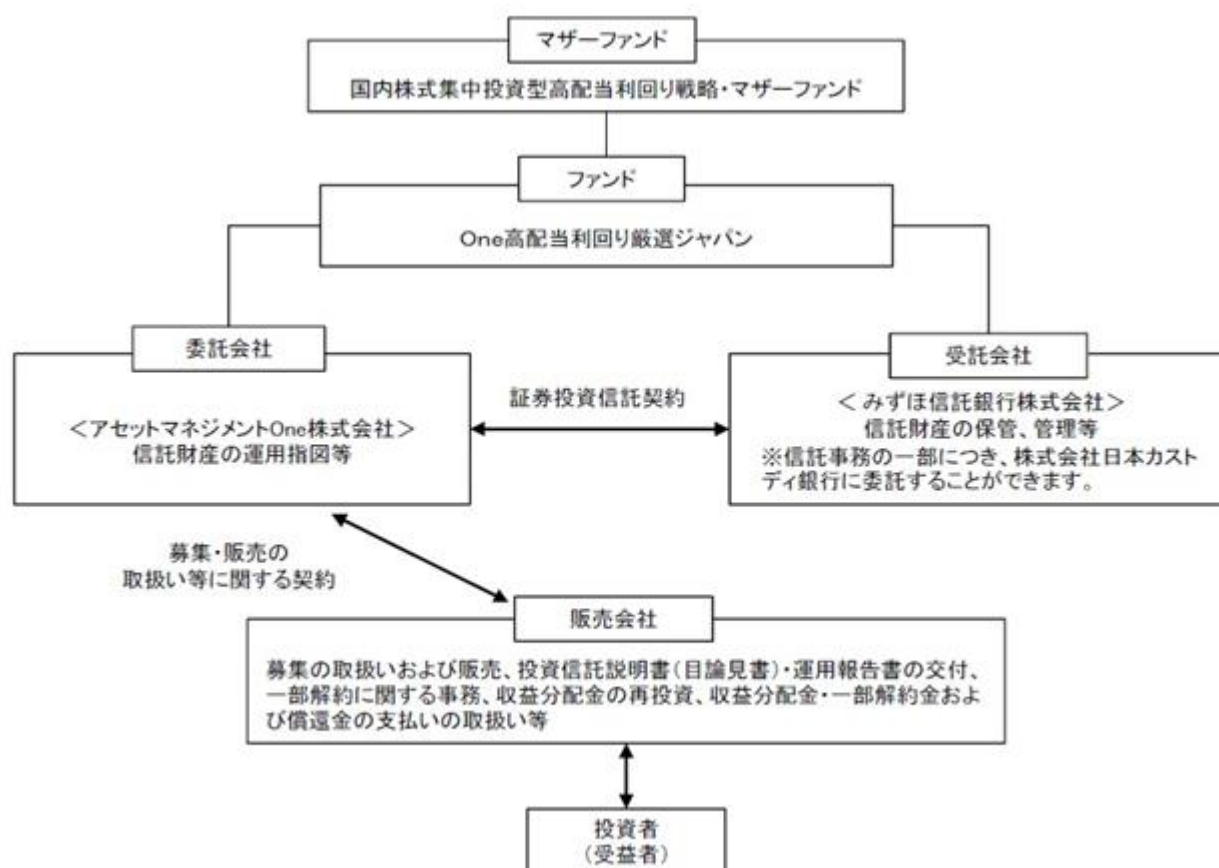 マザーファンド
国内株式集中投資型高配当利回り戦略・マザーファンド
ファンド
One高配当利回り厳選ジャパン
委託会社
＜アセットマネジメントOne株式会社＞
信託財産の運用指図等
証券投資信託契約
受託会社
＜みずほ信託銀行株式会社＞
信託財産の保管、管理等
※信託事務の一部につき、株式会社日本カスト
ディ銀行に委託することができます。
募集・販売の
取扱い等に関する契約
販売会社
募集の取扱いおよび販売、投資信託説明書（目論見書）・運用報告書の交付、
一部解約に関する事務、収益分配金の再投資、収益分配金・一部解約金およ
び償還金の支払いの取扱い等
投資者
（受益者）